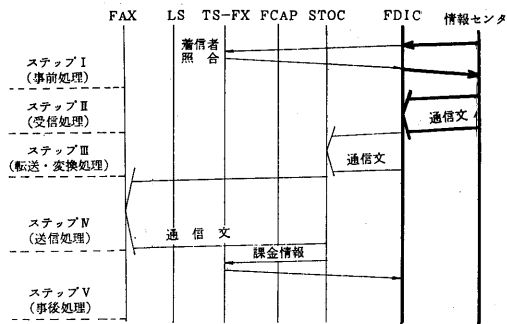 FAX LS TS-FX FCAP STOC FDIC 情報センタ
着信者
照合
ステップⅠ
(事前処理)
ステップⅡ
(受信処理)
通信文
ステップⅢ
(転送・変換処理)
通信文
ステップⅣ
(送信処理)
通信文
課金情報
ステップⅤ
(事後処理)